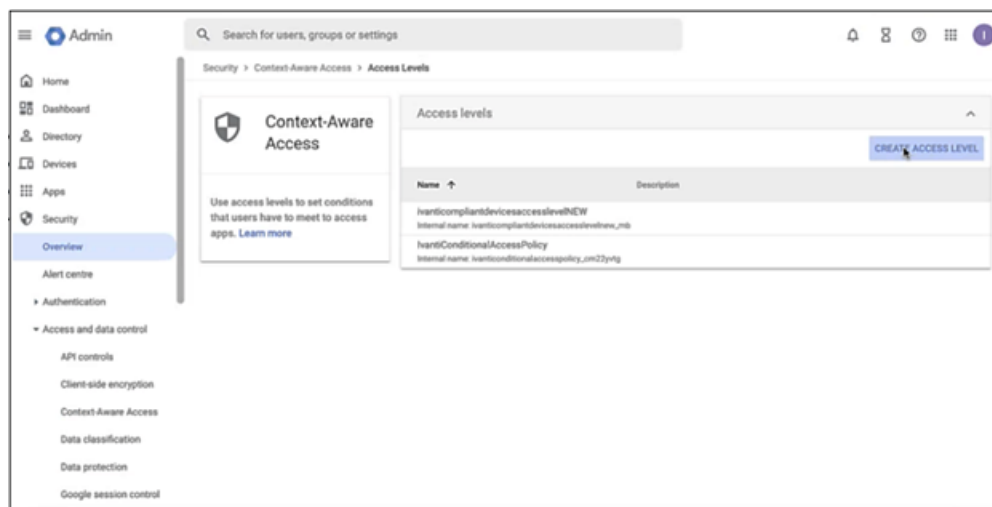 Admin
Search for users, groups or settings
I
Security > Context-Aware Access > Access Levels
Home
Dashboard
Directory
Devices
Apps
Security
Overview
Alert centre
Authentication
Access and data control
API controls
Client-side encryption
Context-Aware Access
Data classification
Data protection
Google session control
Context-Aware
Access
Use access levels to set conditions
that users have to meet to access
apps. Learn more
Access levels
CREATE ACCESS LEVEL
Name Description
ivanticompliantdevicesaccesslevelNEW
Internal name: ivanticompliantdevicesaccesslevelnew_mb
IvantiConditionalAccessPolicy
Internal name: ivanticonditionalaccesspolicy_cm22yvtg